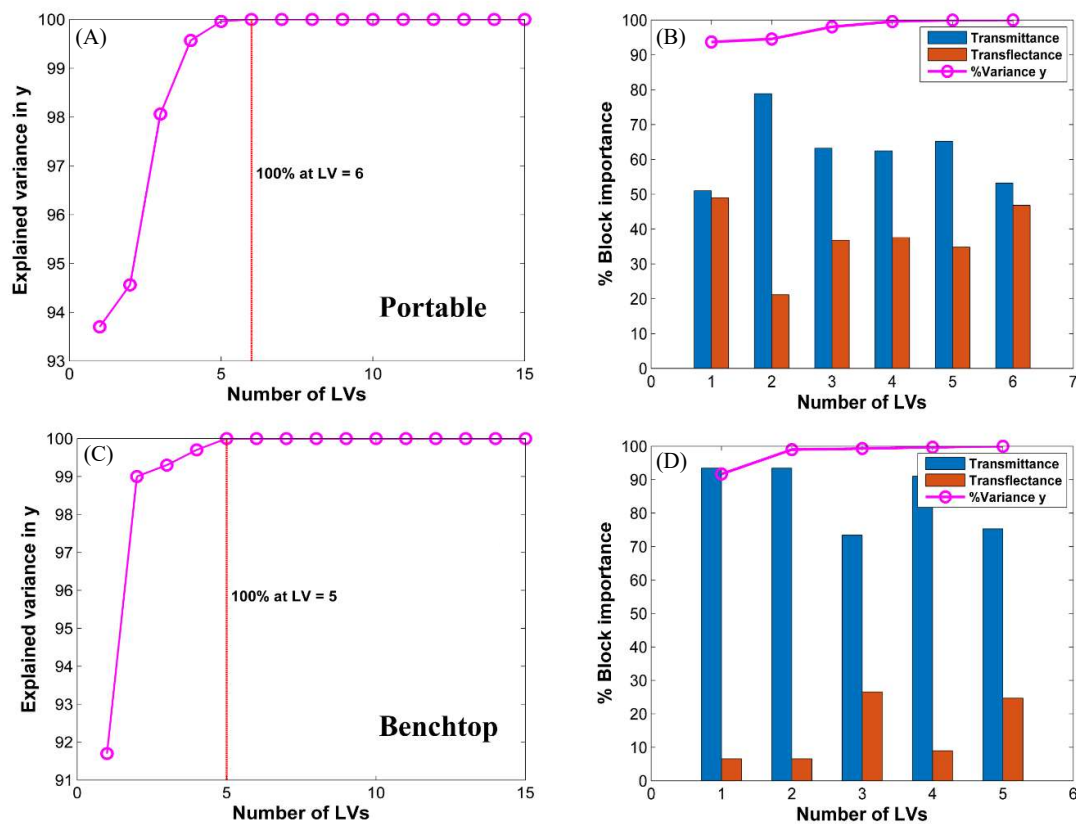 (A)
Explained variance in y
100
99
98
97
96
95
94
93
100% at LV = 6
Portable
0
5
10
15
Number of LVs
(B)
% Block importance
100
90
80
70
60
50
40
30
20
10
0
Transmittance
Transflectance
%Variance y
0
1
2
3
4
5
6
7
Number of LVs
(C)
Explained variance in y
100
99
98
97
96
95
94
93
92
91
100% at LV = 5
Benchtop
0
5
10
15
Number of LVs
(D)
% Block importance
100
90
80
70
60
50
40
30
20
10
0
Transmittance
Transflectance
%Variance y
0
1
2
3
4
5
6
Number of LVs